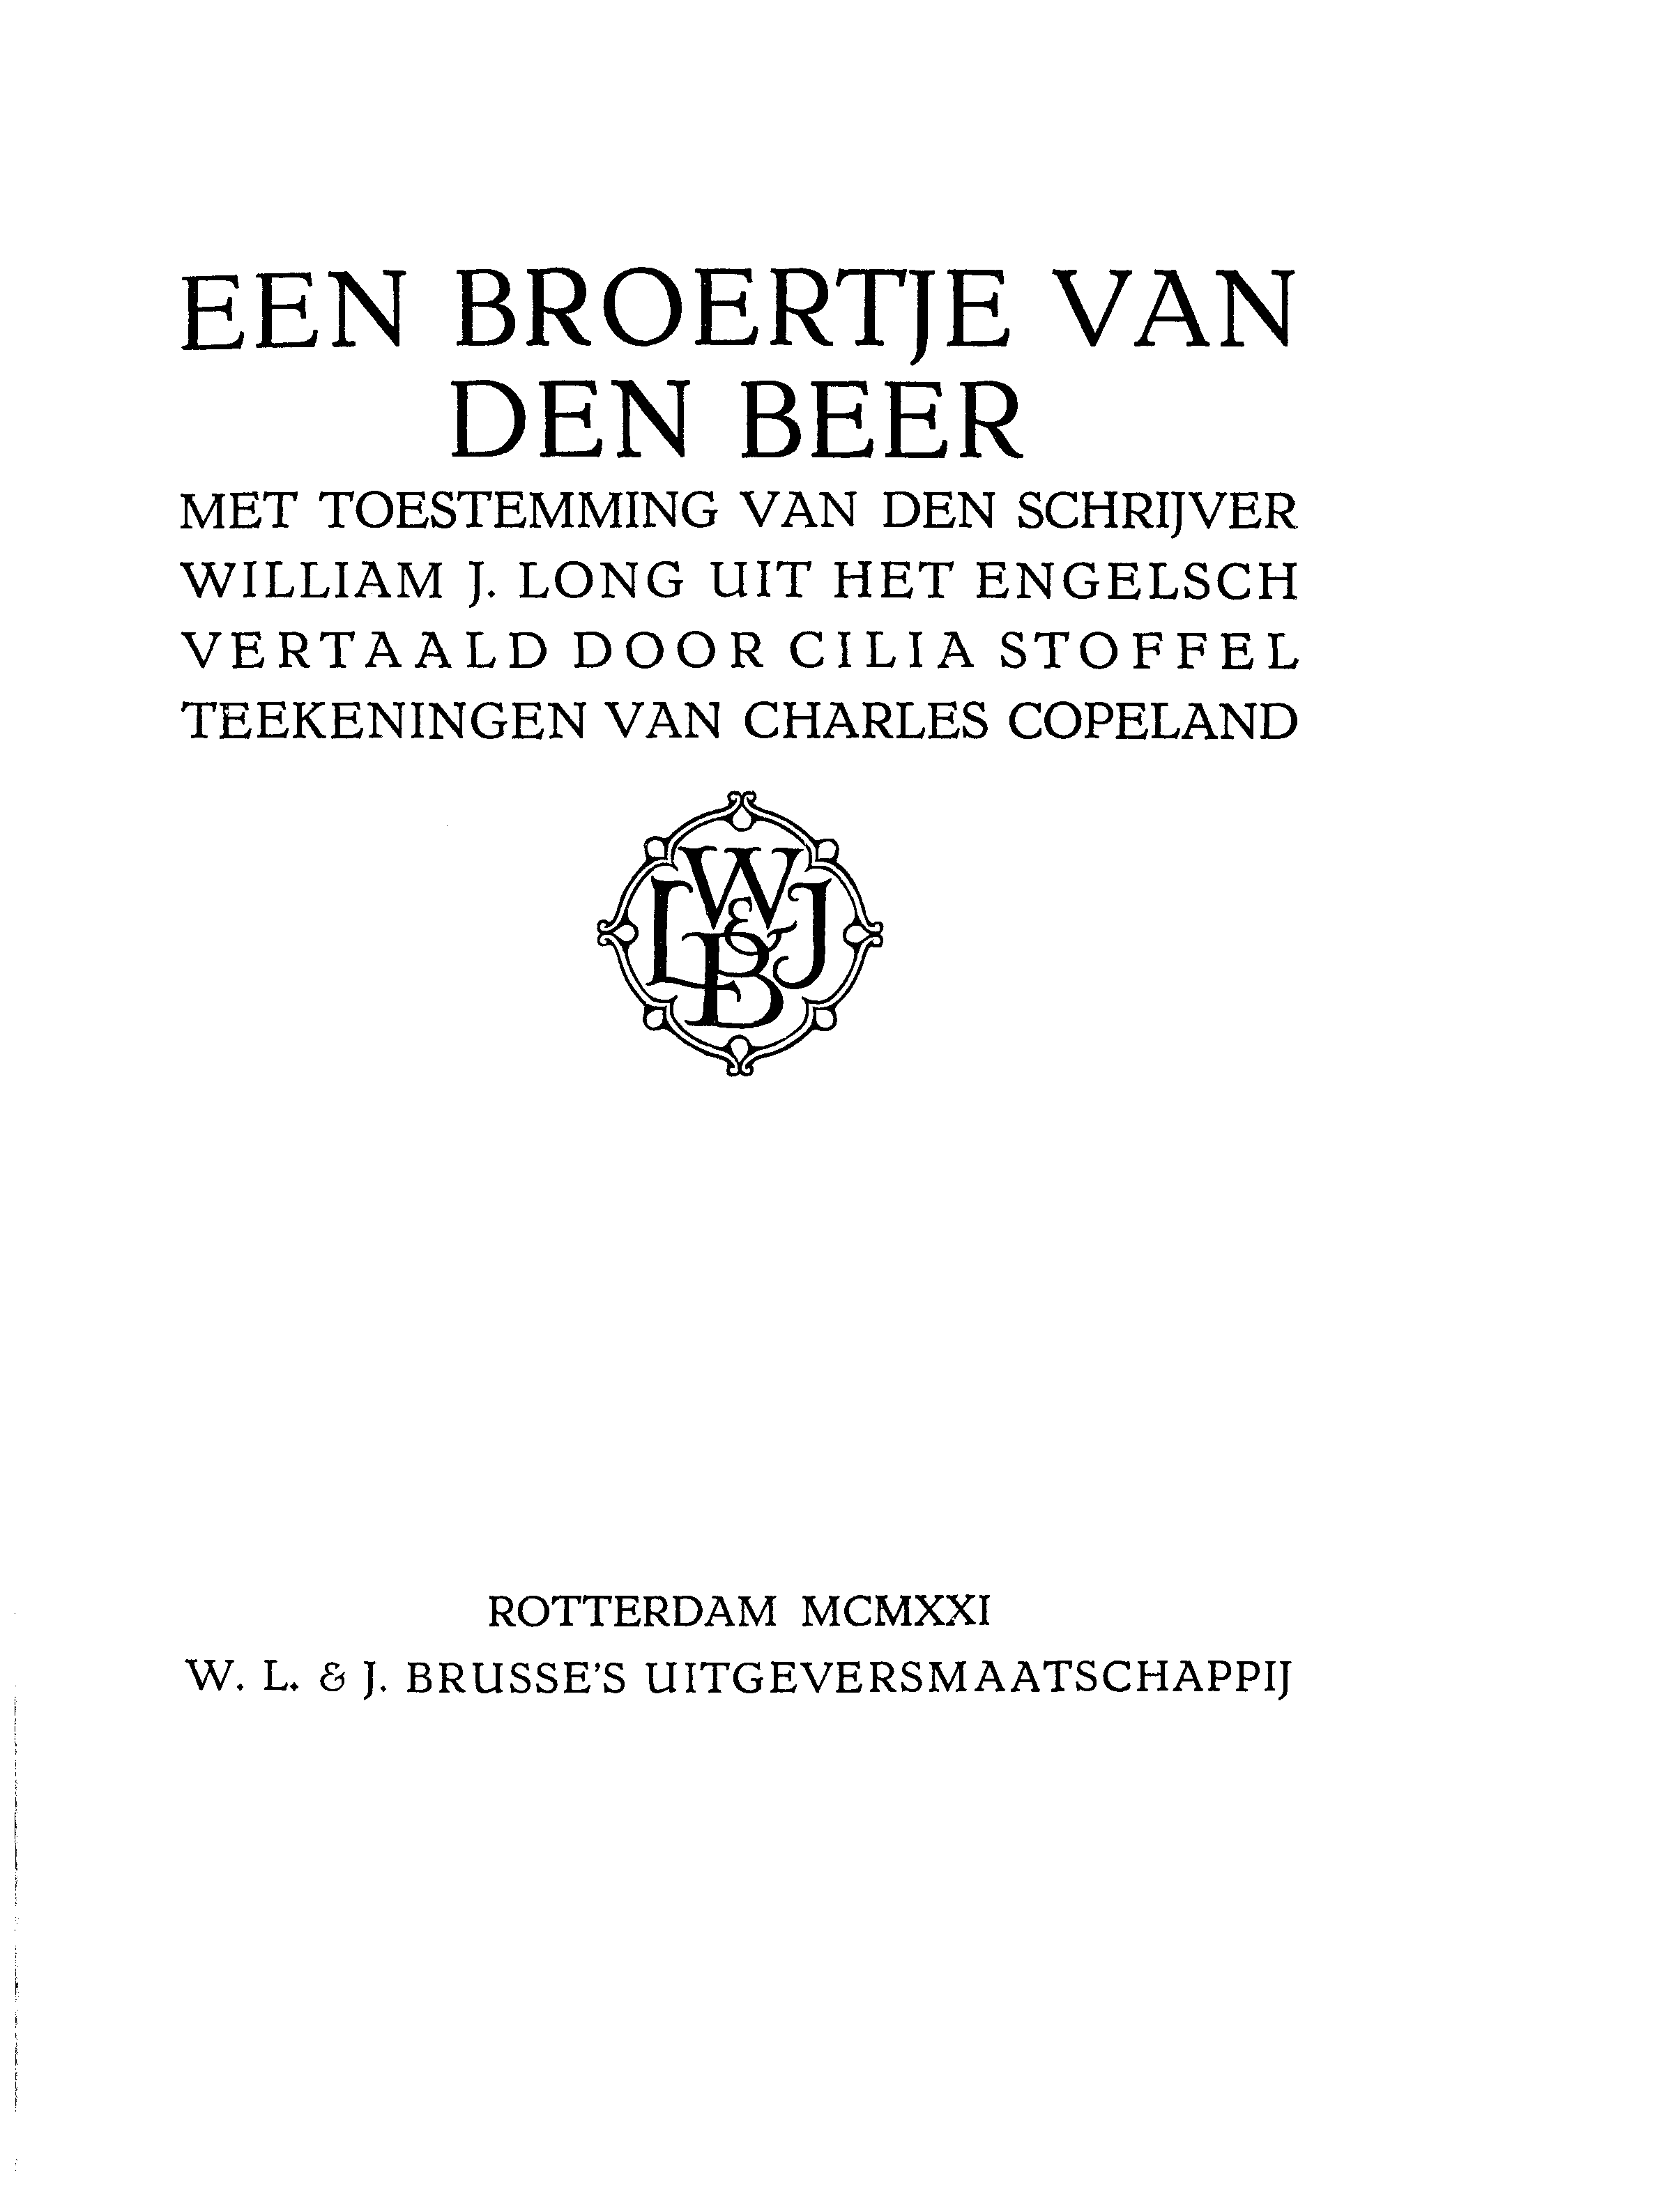 EEN BROERTJE VAN
DEN BEER
MET TOESTEMMING VAN DEN SCHRIJVER
WILLIAM J. LONG UIT HET ENGELSCH
VERTAALD DOOR CILIA STOFFEL
TEEKENINGEN VAN CHARLES COPELAND
W
L & J
B
ROTTERDAM MCMXXI
W. L. & J. BRUSSE'S UITGEVERSMAATSCHAPPIJ